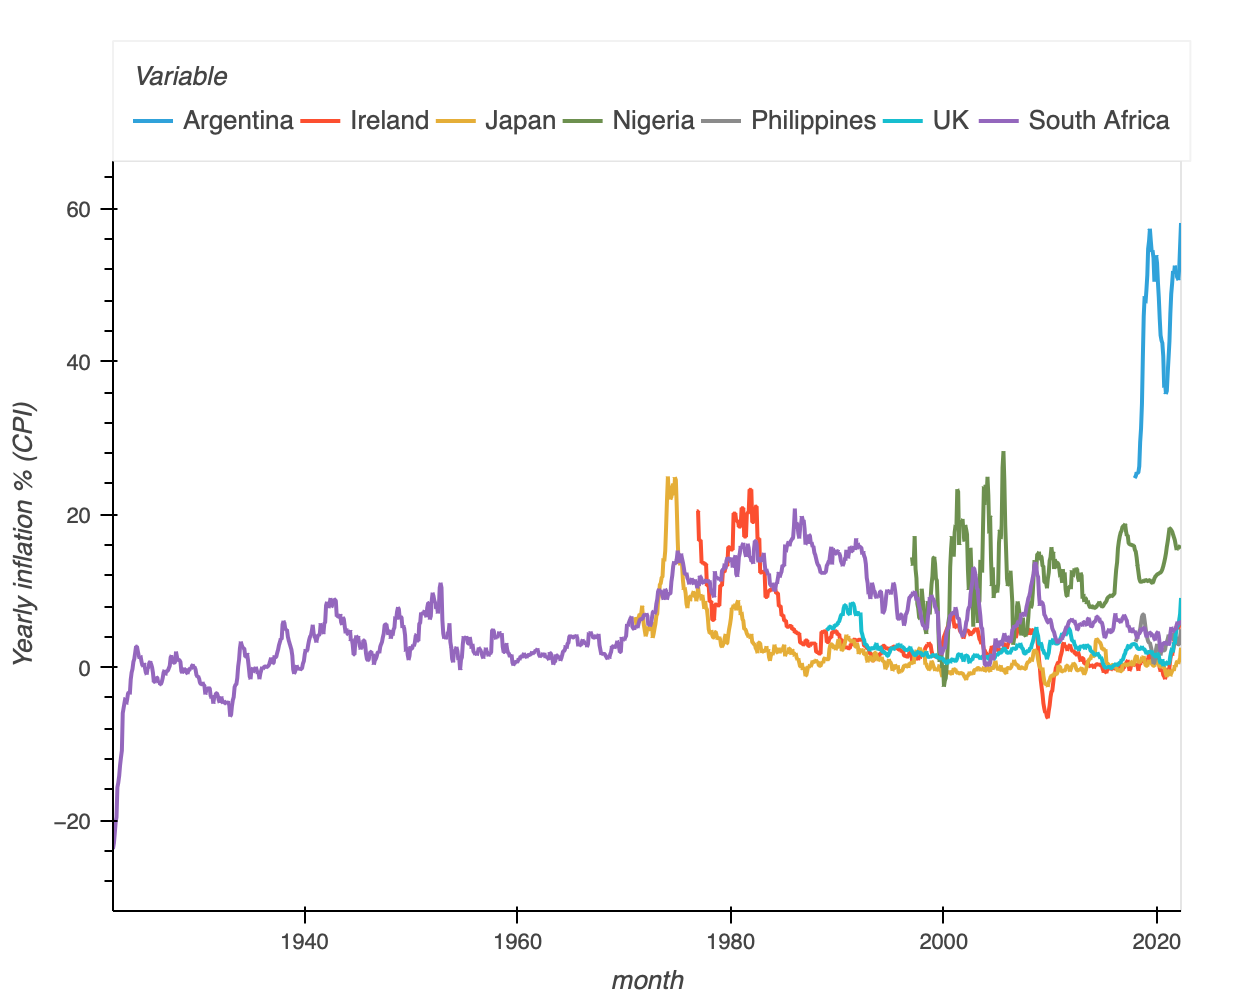 Variable
Argentina Ireland Japan Nigeria Philippines UK South Africa
60
40
20
0
−20
Yearly inflation % (CPI)
1940 1960 1980 2000 2020
month